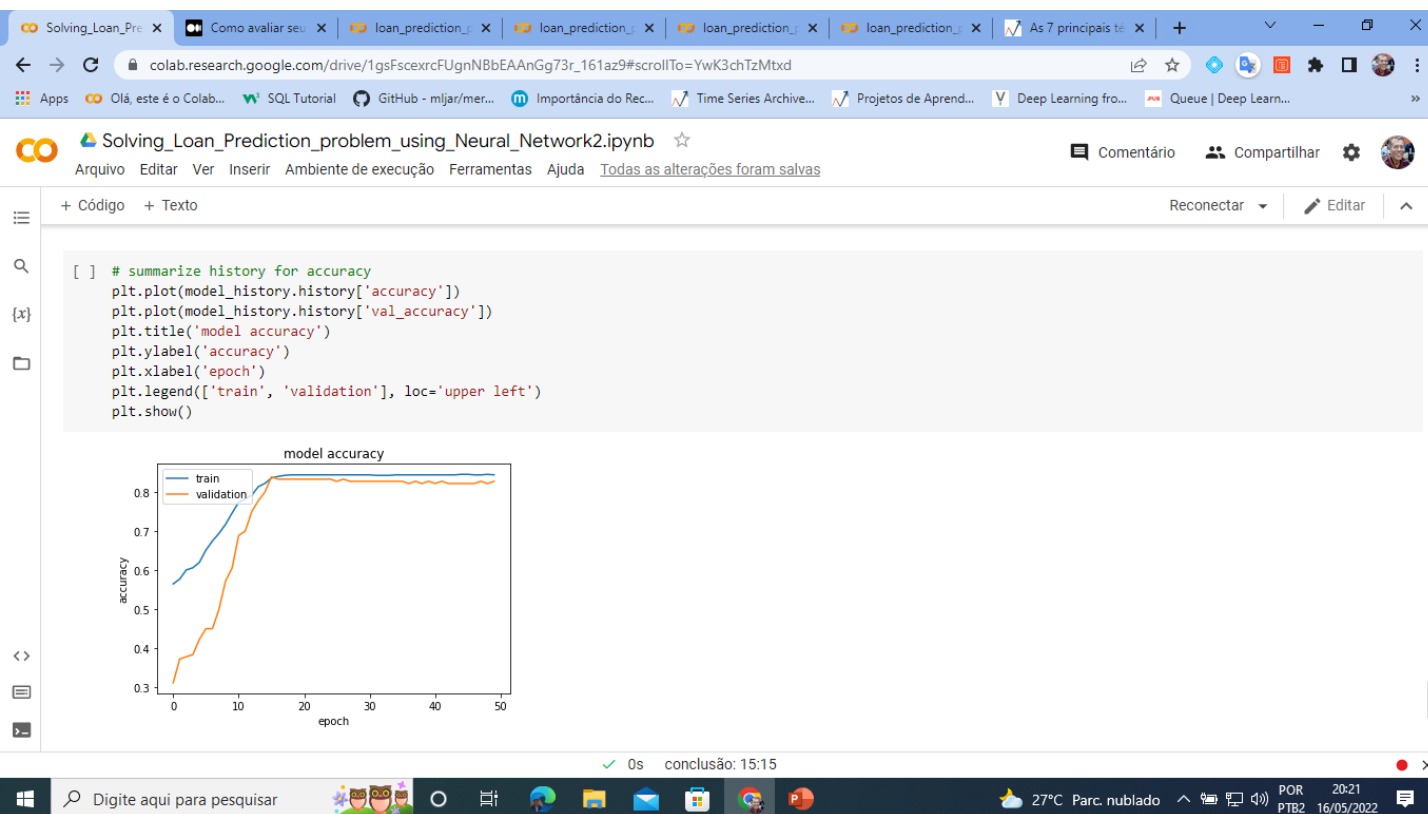 Solving_Loan_Pre
Como avaliar seu
loan_prediction_p
loan_prediction_p
loan_prediction_p
loan_prediction_p
As 7 principais té
colab.research.google.com/drive/1gsFscexrcFUgnNBbEAAnGg73r_161az9#scrollTo=YwK3chTzMtxd
Apps
Olá, este é o Colab...
SQL Tutorial
GitHub - mljar/mer...
Importância do Rec...
Time Series Archive...
Projetos de Aprend...
Deep Learning fro...
Queue | Deep Learn...
»
Solving_Loan_Prediction_problem_using_Neural_Network2.ipynb
Comentário
Compartilhar
Arquivo Editar Ver Inserir Ambiente de execução Ferramentas Ajuda Todas as alterações foram salvas
+ Código + Texto
Reconectar
Editar
{x}
[ ] # summarize history for accuracy
plt.plot(model_history.history['accuracy'])
plt.plot(model_history.history['val_accuracy'])
plt.title('model accuracy')
plt.ylabel('accuracy')
plt.xlabel('epoch')
plt.legend(['train', 'validation'], loc='upper left')
plt.show()
model accuracy
train
validation
0.8
0.7
0.6
0.5
0.4
0.3
accuracy
0 10 20 30 40 50
epoch
0s conclusão: 15:15
Digite aqui para pesquisar
27°C Parc. nublado
POR
PTB2
20:21
16/05/2022